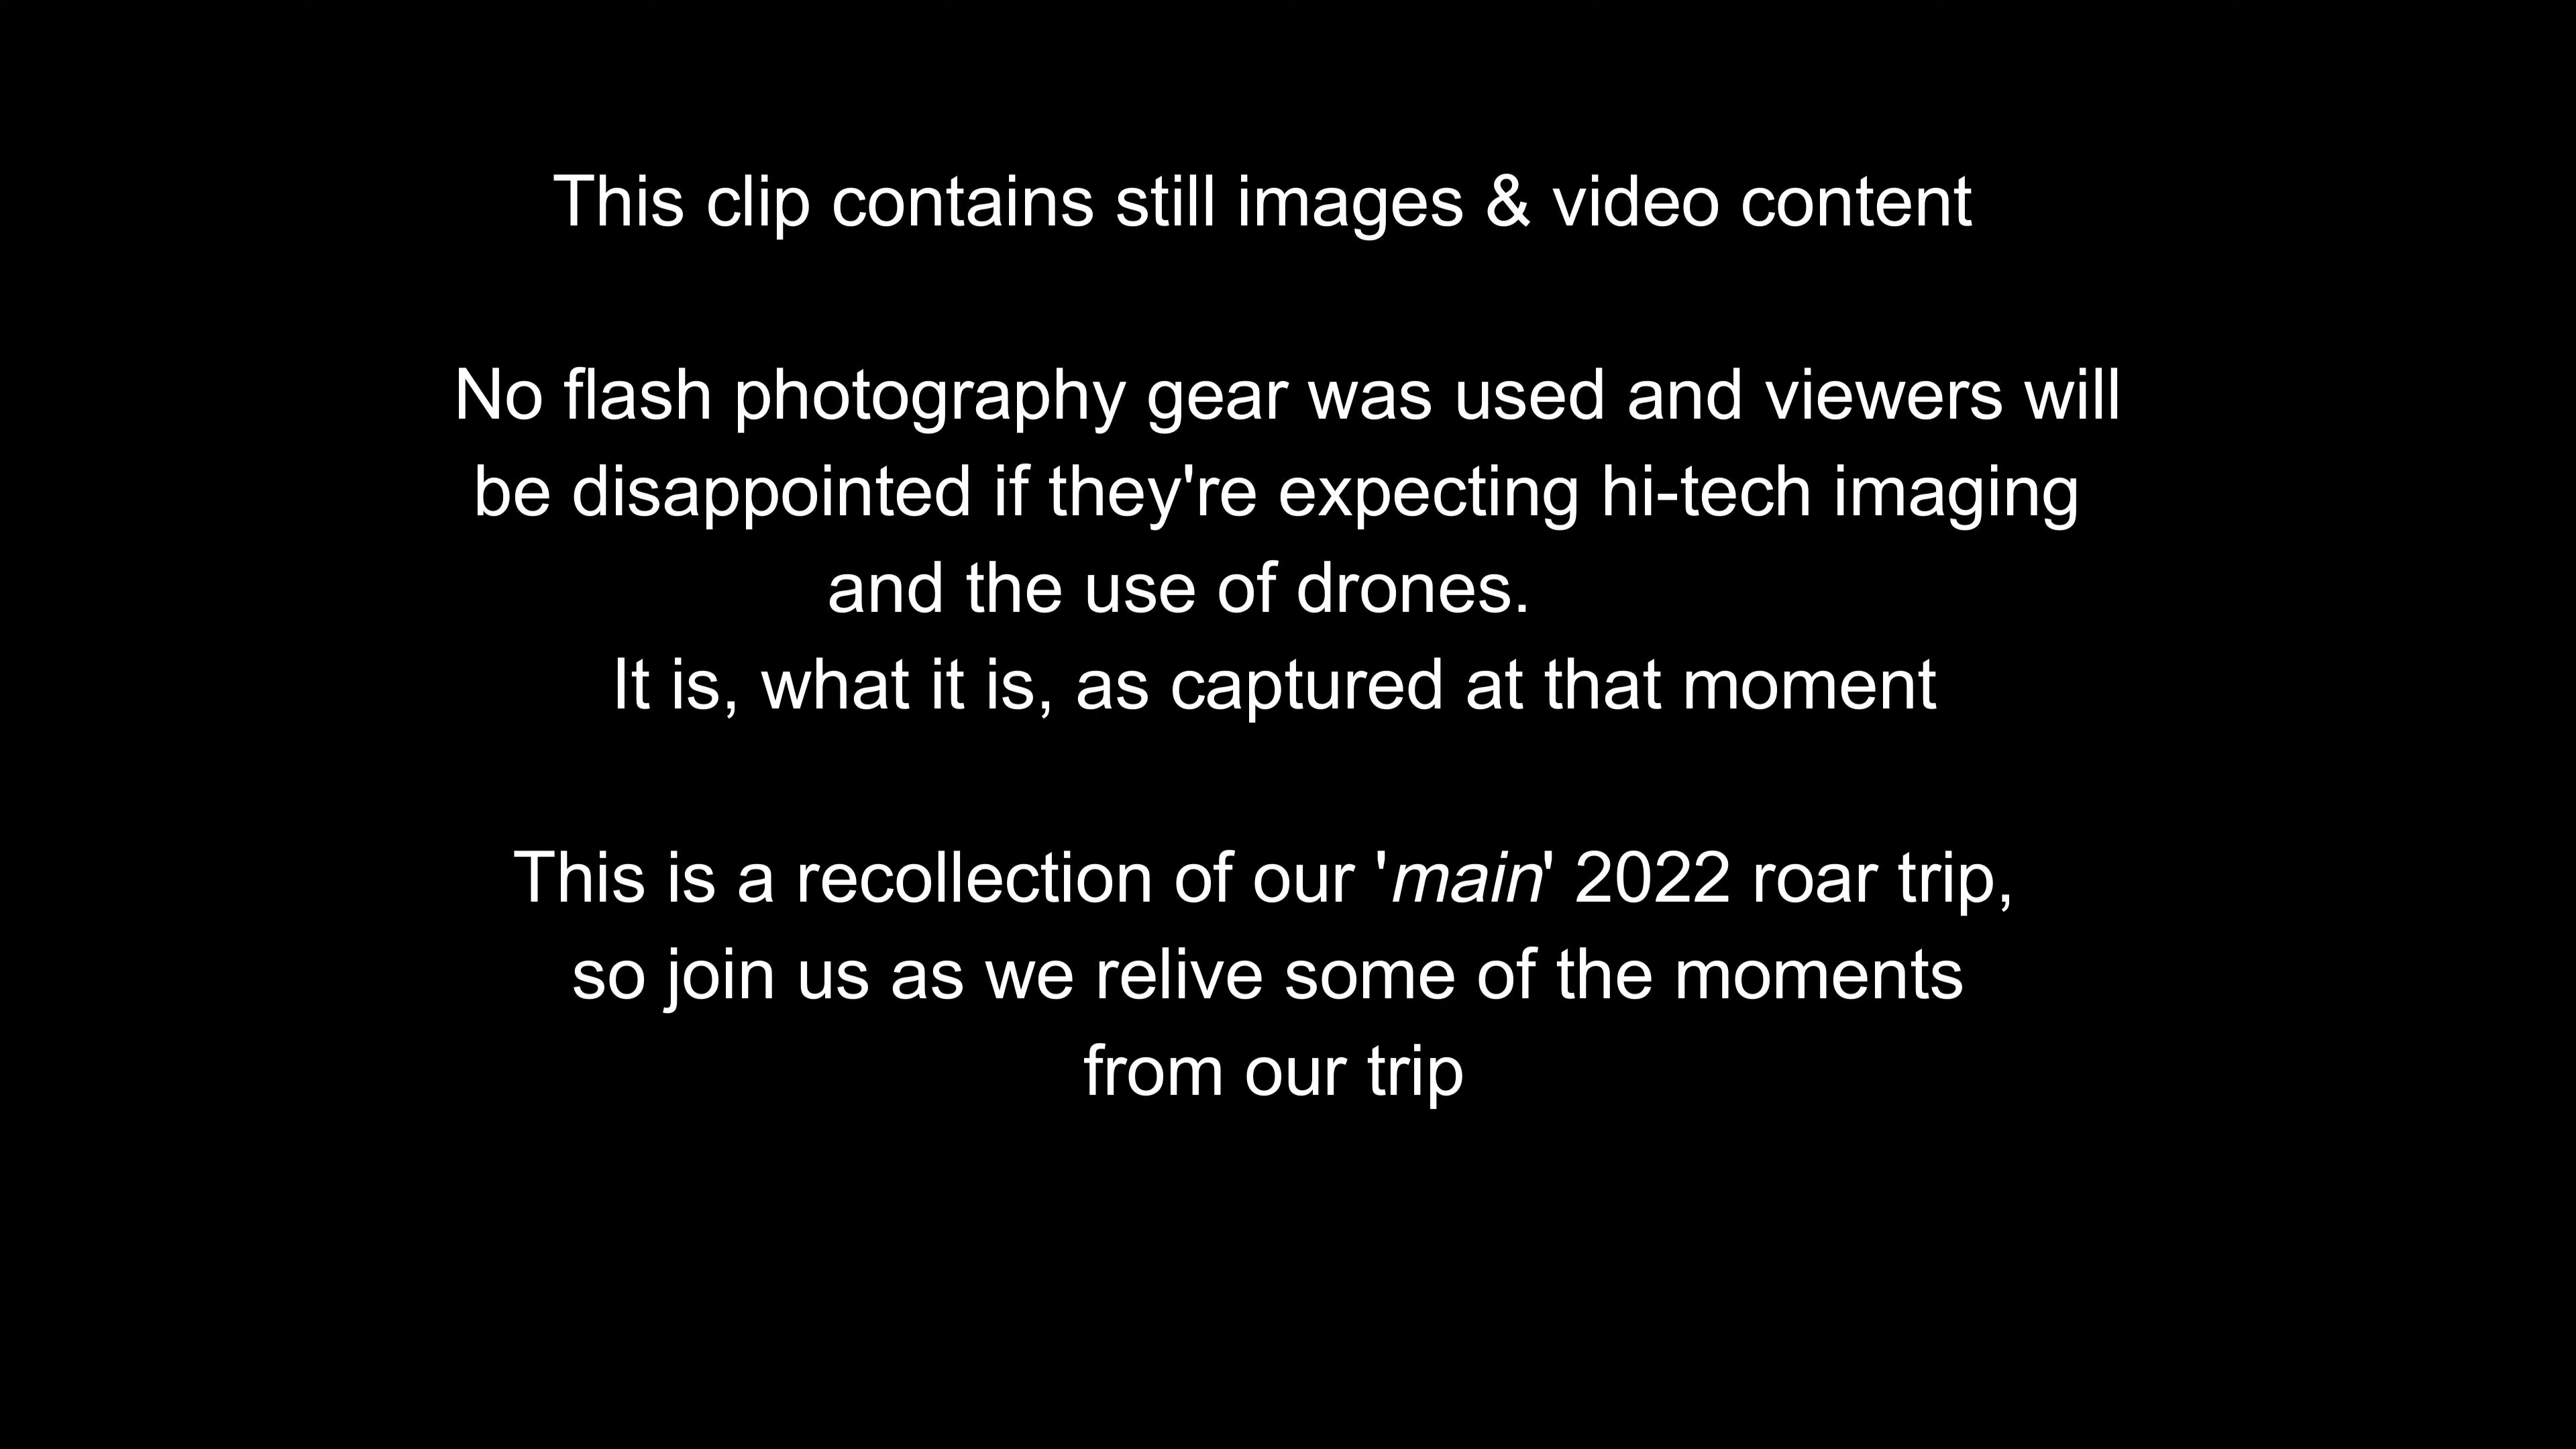 This clip contains still images & video content
No flash photography gear was used and viewers will
be disappointed if they're expecting hi-tech imaging
and the use of drones.
It is, what it is, as captured at that moment
This is a recollection of our 'main' 2022 roar trip,
so join us as we relive some of the moments
from our trip